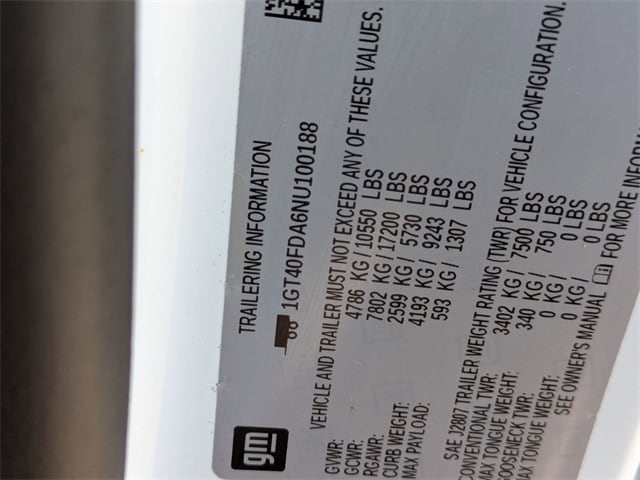 gm
TRAILERING INFORMATION
1GT40FDA6NU100188
VEHICLE AND TRAILER MUST NOT EXCEED ANY OF THESE VALUES.
GVWR: 4786 KG / 10550 LBS
GCWR: 7802 KG / 17200 LBS
RGAWR: 2599 KG / 5730 LBS
CURB WEIGHT: 4193 KG / 9243 LBS
MAX PAYLOAD: 593 KG / 1307 LBS
SAE J2807 TRAILER WEIGHT RATING (TWR) FOR VEHICLE CONFIGURATION.
CONVENTIONAL TWR: 3402 KG / 7500 LBS
MAX TONGUE WEIGHT: 340 KG / 750 LBS
GOOSENECK TWR: 0 KG / 0 LBS
MAX TONGUE WEIGHT: 0 KG / 0 LBS
SEE OWNER'S MANUAL FOR MORE INFORM